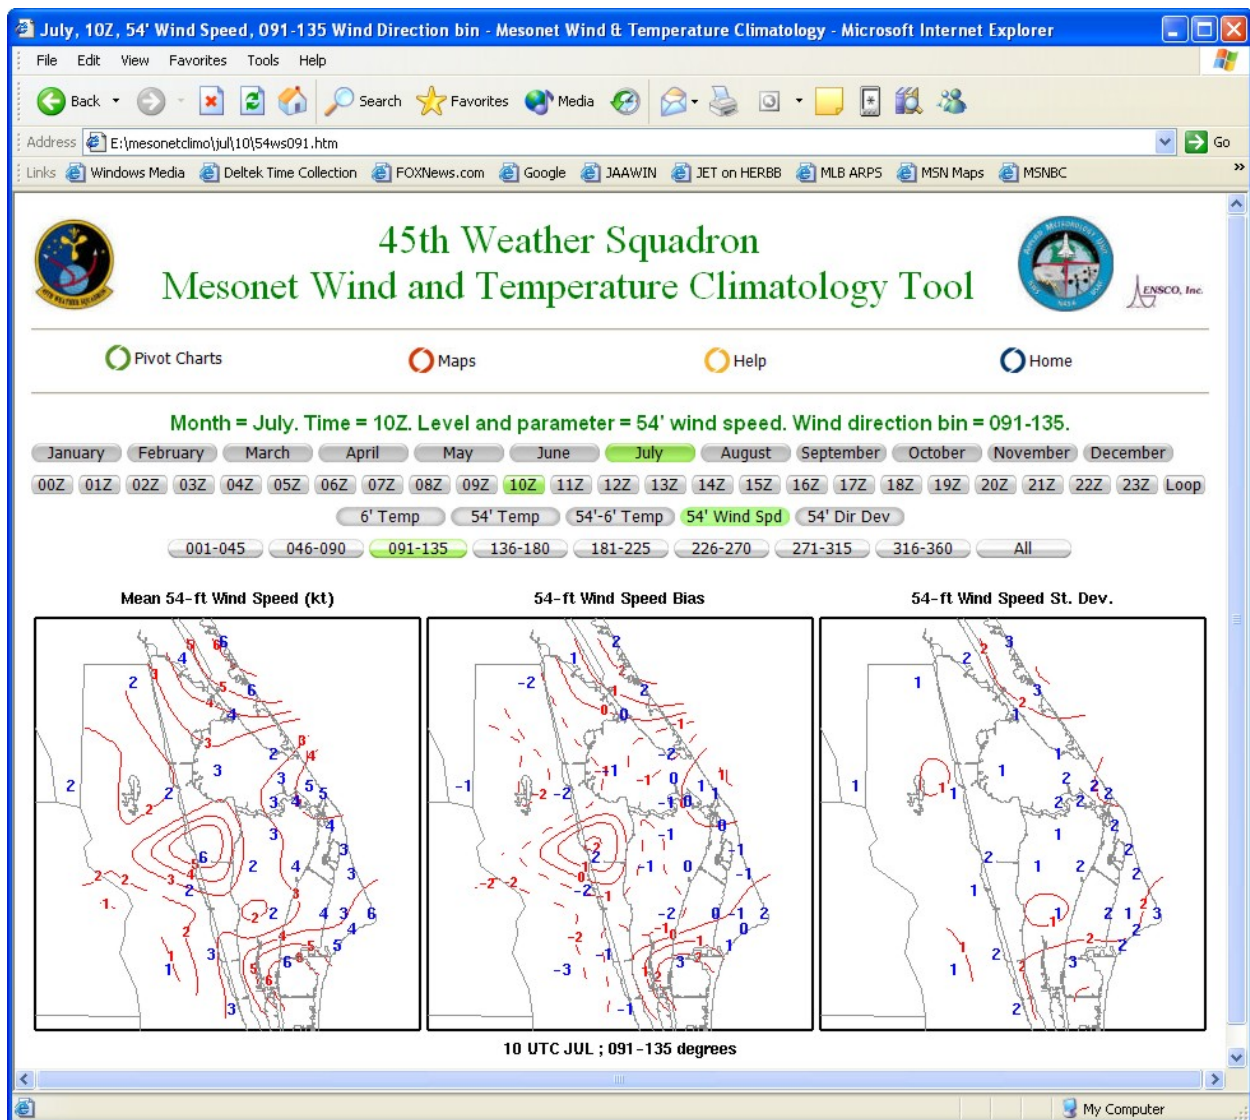 July, 10Z, 54' Wind Speed, 091-135 Wind Direction bin - Mesonet Wind & Temperature Climatology - Microsoft Internet Explorer
File Edit View Favorites Tools Help
Back Search Favorites Media
Address E:\mesonetclimo\jul\10\54ws091.htm Go
Links Windows Media Deltek Time Collection FOXNews.com Google JAAWIN JET on HERBB MLB ARPS MSN Maps MSNBC »
45th Weather Squadron
Mesonet Wind and Temperature Climatology Tool
ENSCO, Inc.
Pivot Charts Maps Help Home
Month = July. Time = 10Z. Level and parameter = 54' wind speed. Wind direction bin = 091-135.
January February March April May June July August September October November December
00Z 01Z 02Z 03Z 04Z 05Z 06Z 07Z 08Z 09Z 10Z 11Z 12Z 13Z 14Z 15Z 16Z 17Z 18Z 19Z 20Z 21Z 22Z 23Z Loop
6' Temp 54' Temp 54'-6' Temp 54' Wind Spd 54' Dir Dev
001-045 046-090 091-135 136-180 181-225 226-270 271-315 316-360 All
Mean 54-ft Wind Speed (kt) 54-ft Wind Speed Bias 54-ft Wind Speed St. Dev.
10 UTC JUL ; 091-135 degrees
My Computer